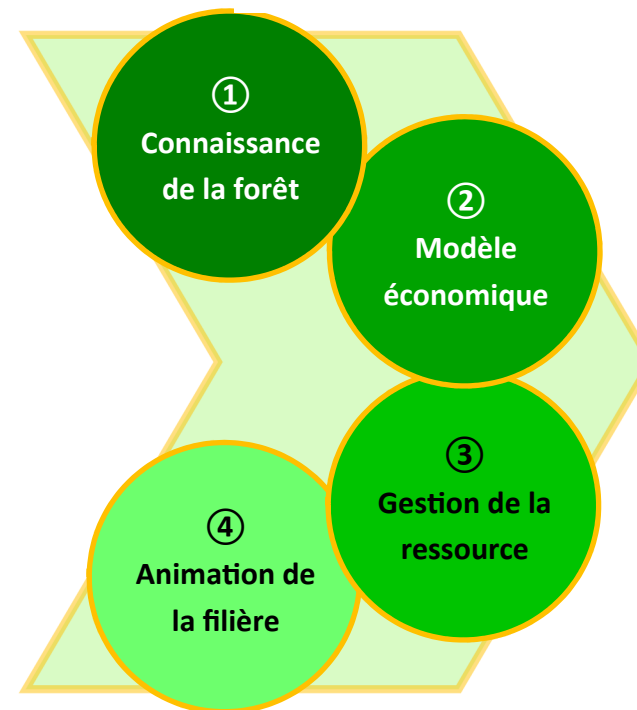 ①
Connaissance
de la forêt
②
Modèle
économique
③
Gestion de la
ressource
④
Animation de
la filière